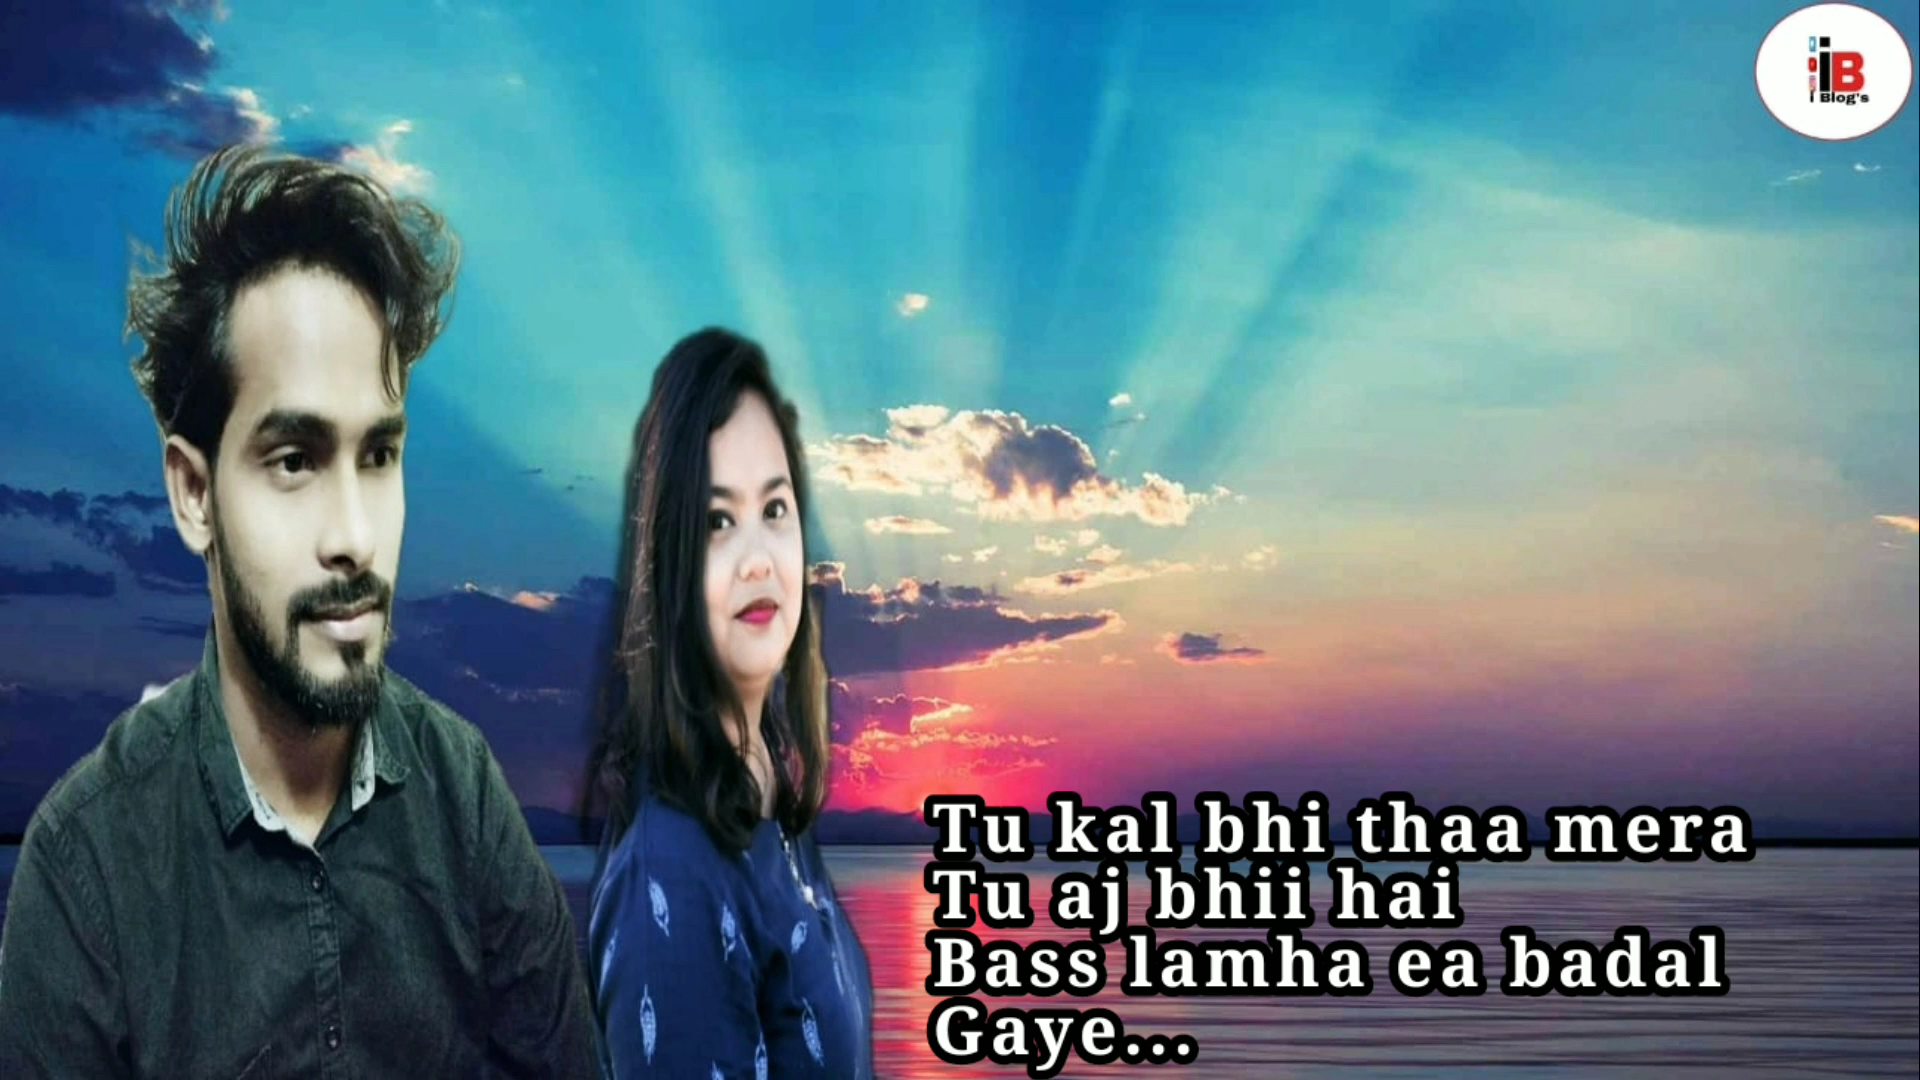 iB
i Blog's
Tu kal bhi thaa mera
Tu aj bhii hai
Bass lamha ea badal
Gaye...